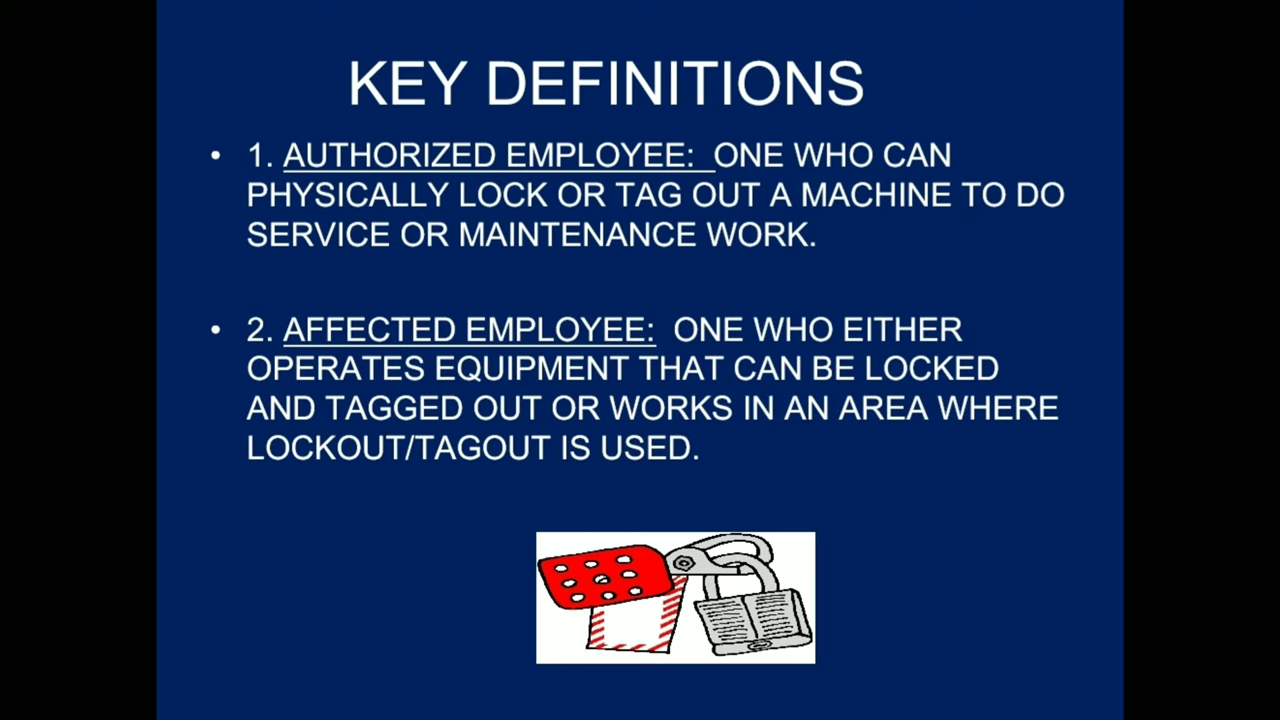 KEY DEFINITIONS
• 1. AUTHORIZED EMPLOYEE: ONE WHO CAN
PHYSICALLY LOCK OR TAG OUT A MACHINE TO DO
SERVICE OR MAINTENANCE WORK.
• 2. AFFECTED EMPLOYEE: ONE WHO EITHER
OPERATES EQUIPMENT THAT CAN BE LOCKED
AND TAGGED OUT OR WORKS IN AN AREA WHERE
LOCKOUT/TAGOUT IS USED.